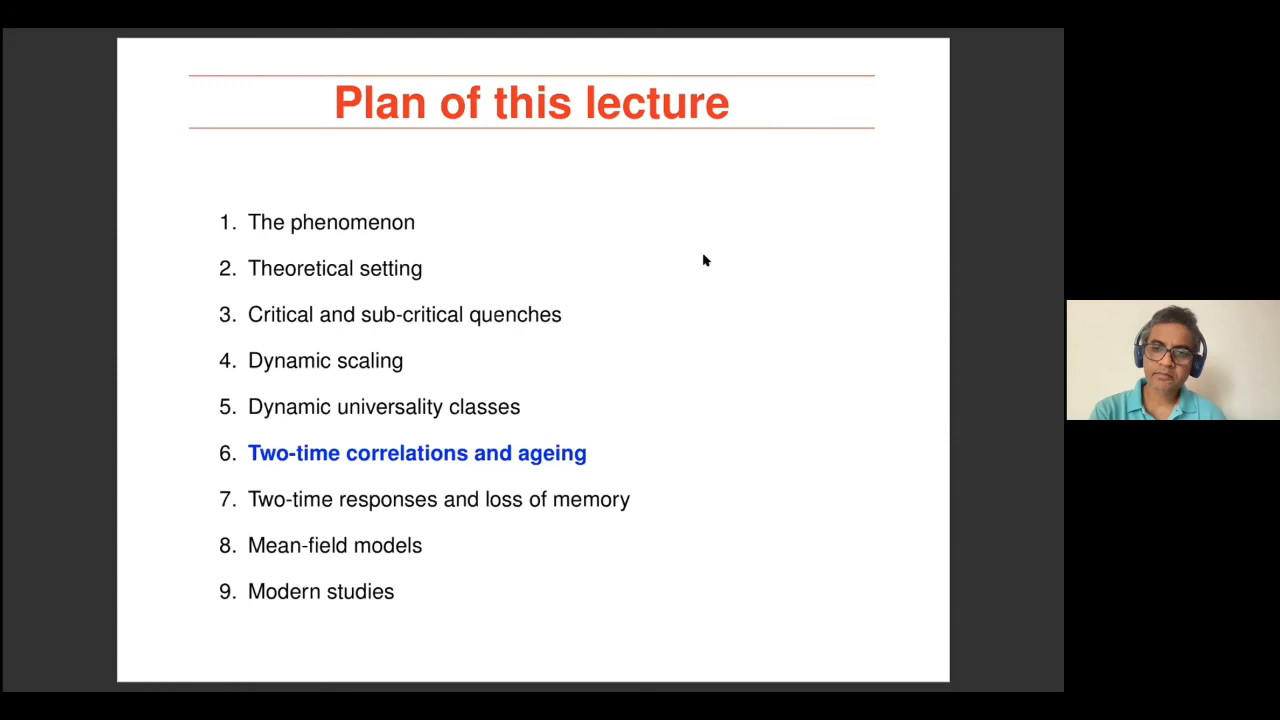 Plan of this lecture
1. The phenomenon
2. Theoretical setting
3. Critical and sub-critical quenches
4. Dynamic scaling
5. Dynamic universality classes
6. Two-time correlations and ageing
7. Two-time responses and loss of memory
8. Mean-field models
9. Modern studies